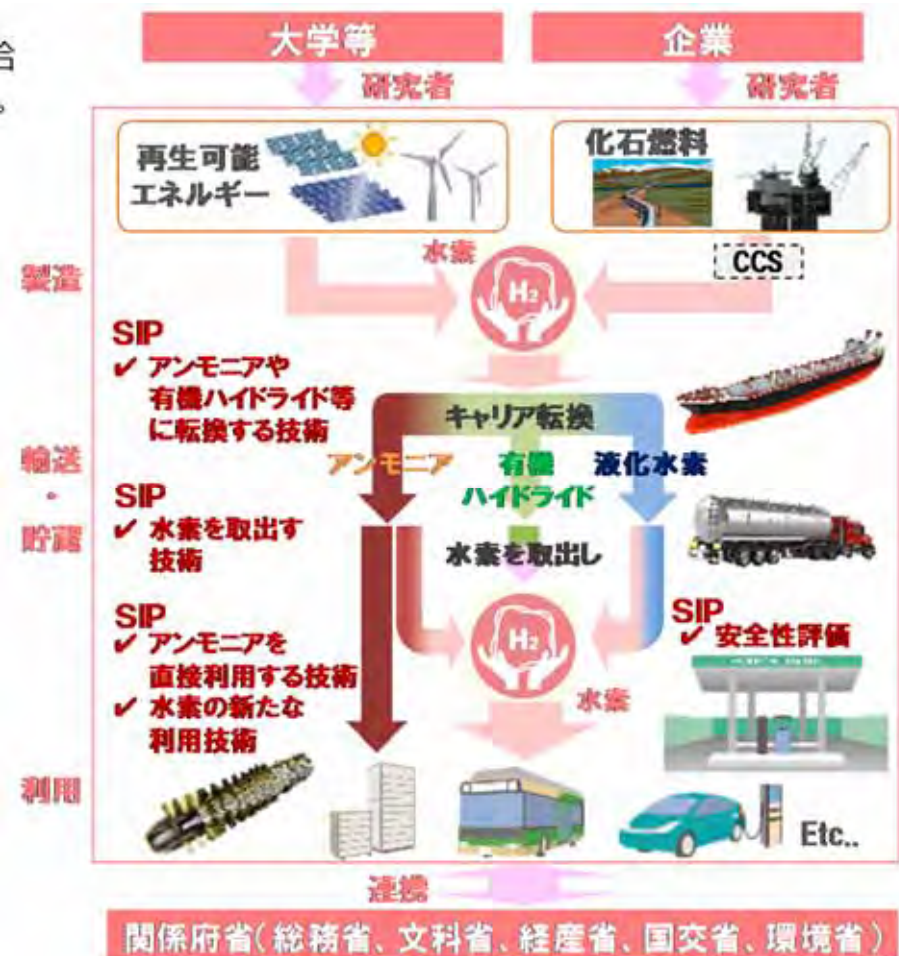 大学等
企業
給
。
研究者
研究者
再生可能
エネルギー
化石燃料
水素
CCS
製造
H2
SIP
✔ アンモニアや
有機ハイドライド等
に転換する技術
キャリア転換
輸送
・
貯蔵
アンモニア
有機
ハイドライド
液化水素
SIP
✔ 水素を取出す
技術
水素を取出し
SIP
✔ アンモニアを
直接利用する技術
✔ 水素の新たな
利用技術
H2
SIP
✔ 安全性評価
水素
利用
Etc..
連携
関係府省(総務省、文科省、経産省、国交省、環境省)